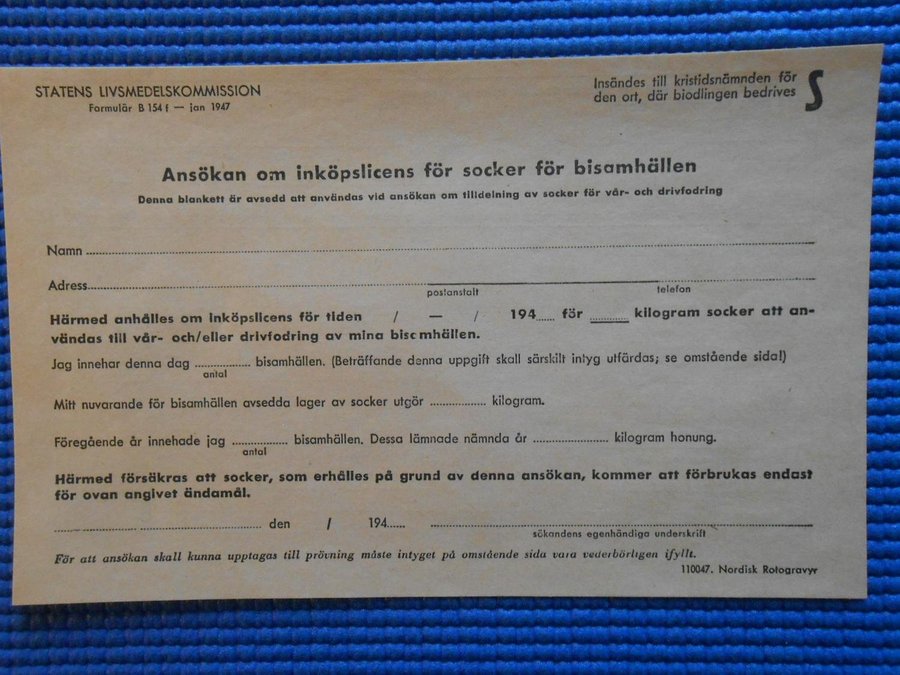 STATENS LIVSMEDELSKOMMISSION
Formulär B 154 f — jan 1947
Insändes till kristidsnämnden för
den ort, där biodlingen bedrives
S
Ansökan om inköpslicens för socker för bisamhällen
Denna blankett är avsedd att användas vid ansökan om tilldelning av socker för vår- och drivfodring
Namn
Adress
postanstalt telefon
Härmed anhålles om inköpslicens för tiden / — / 194..... för ......... kilogram socker att an-
vändas till vår- och/eller drivfodring av mina bisamhällen.
Jag innehar denna dag ............... bisamhällen. (Beträffande denna uppgift skall särskilt intyg utfärdas; se omstående sida!)
antal
Mitt nuvarande för bisamhällen avsedda lager av socker utgör ............... kilogram.
Föregående år innehade jag ............... bisamhällen. Dessa lämnade nämnda år .................... kilogram honung.
antal
Härmed försäkras att socker, som erhålles på grund av denna ansökan, kommer att förbrukas endast
för ovan angivet ändamål.
den / 194.....
sökandens egenhändiga underskrift
För att ansökan skall kunna upptagas till prövning måste intyget på omstående sida vara vederbörligen ifyllt.
110047. Nordisk Rotogravyr